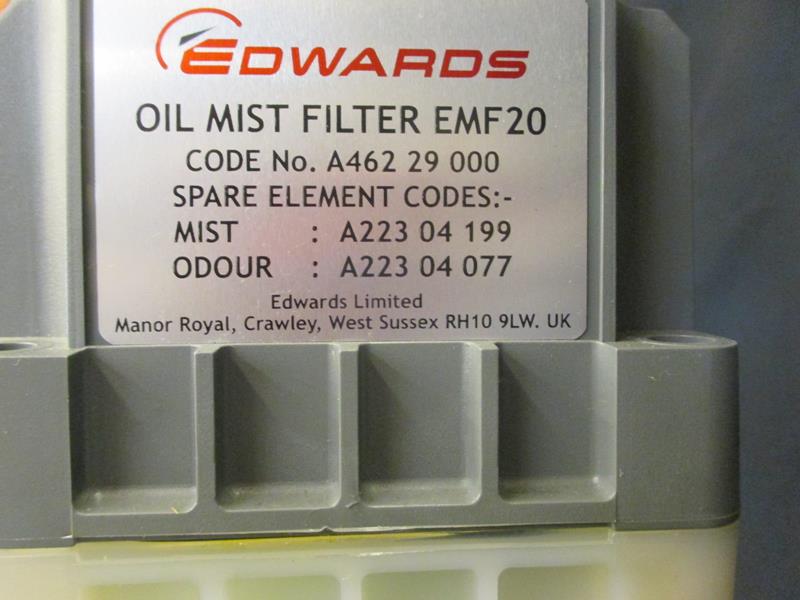 EDWARDS
OIL MIST FILTER EMF20
CODE No. A462 29 000
SPARE ELEMENT CODES:-
MIST : A223 04 199
ODOUR : A223 04 077
Edwards Limited
Manor Royal, Crawley, West Sussex RH10 9LW. UK